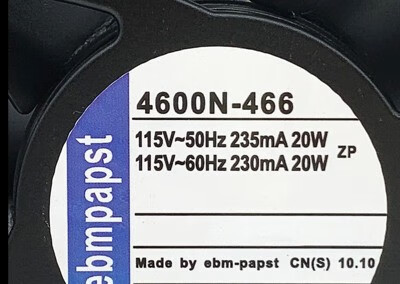 ebmpapst
4600N-466
115V~50Hz 235mA 20W
115V~60Hz 230mA 20W
ZP
Made by ebm-papst CN(S) 10.10